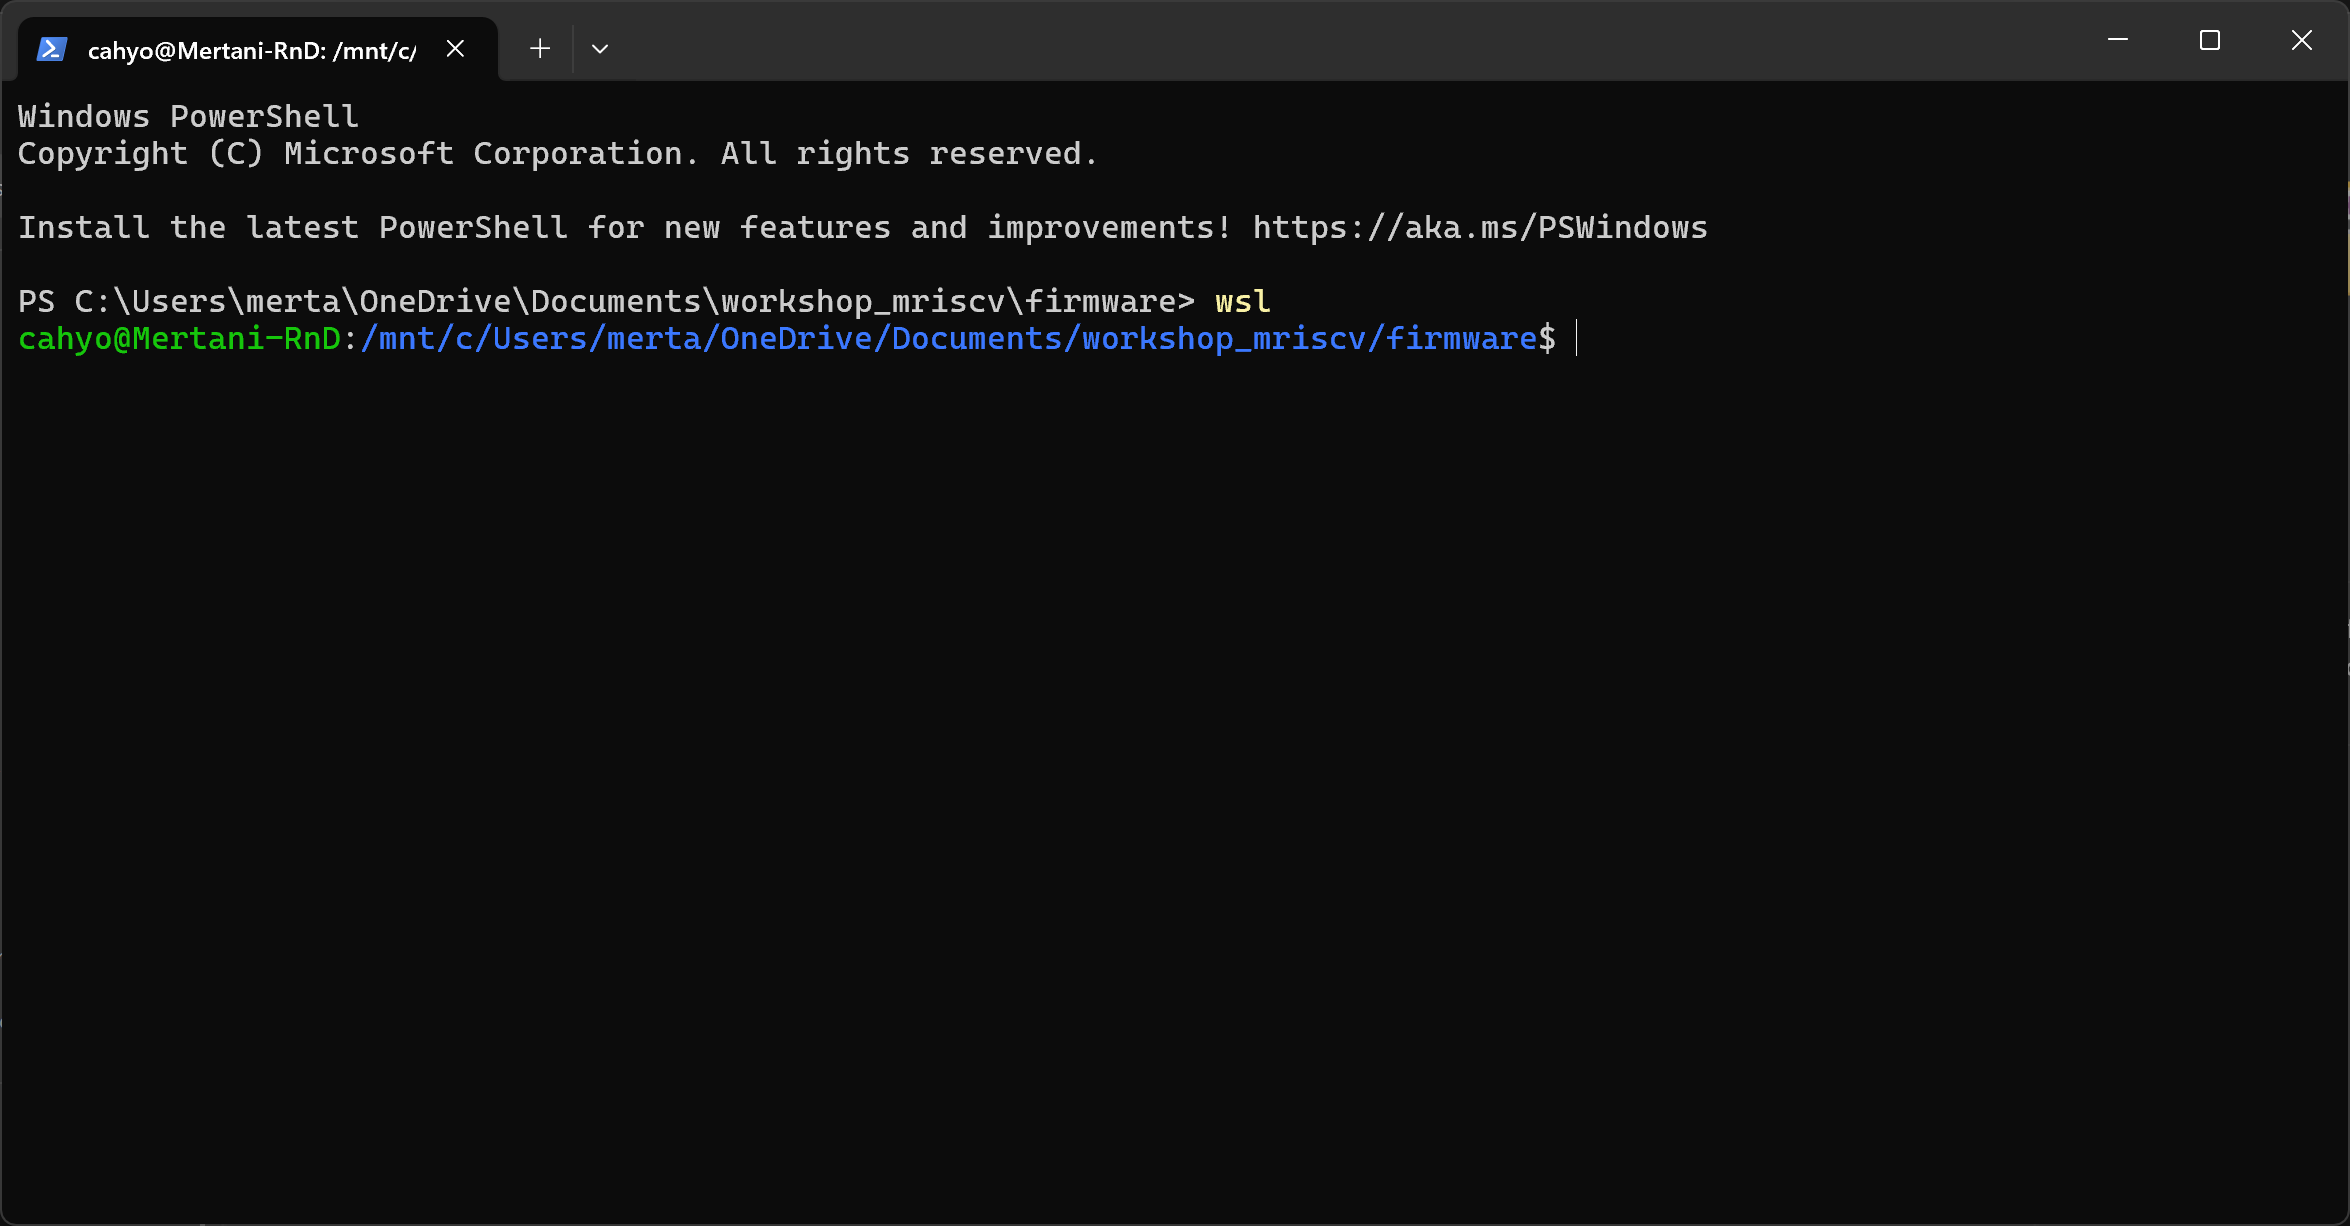 cahyo@Mertani-RnD: /mnt/c/
Windows PowerShell
Copyright (C) Microsoft Corporation. All rights reserved.
Install the latest PowerShell for new features and improvements! https://aka.ms/PSWindows
PS C:\Users\merta\OneDrive\Documents\workshop_mriscv\firmware> wsl
cahyo@Mertani-RnD:/mnt/c/Users/merta/OneDrive/Documents/workshop_mriscv/firmware$